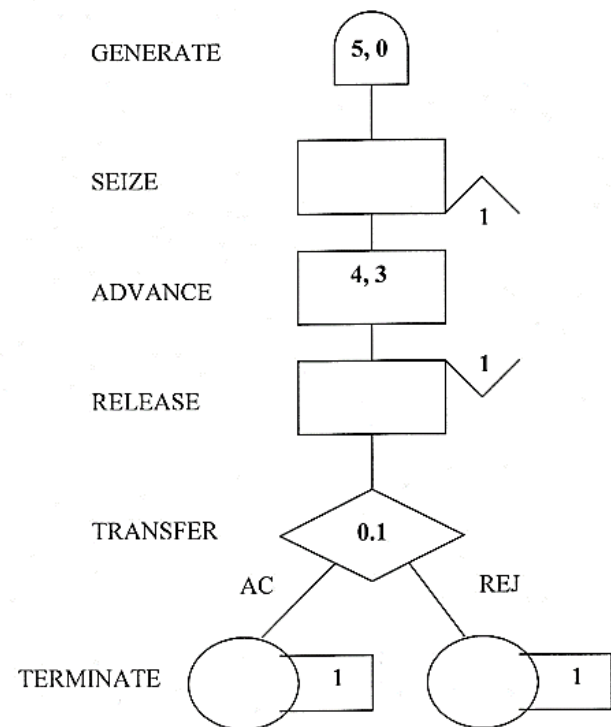 GENERATE 5, 0
SEIZE
1
ADVANCE 4, 3
1
RELEASE
TRANSFER 0.1
AC REJ
TERMINATE 1 1